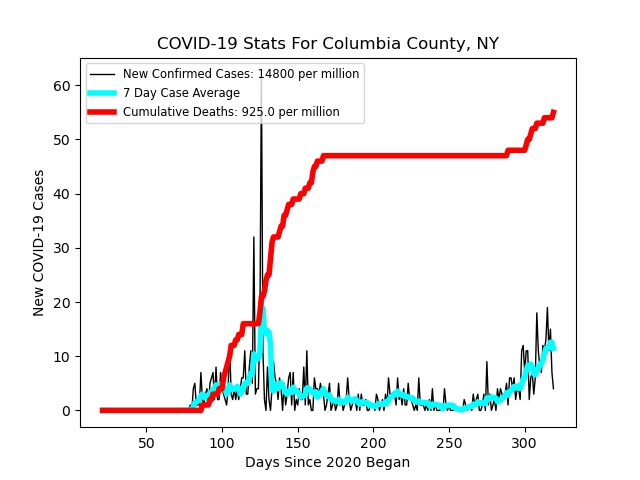 COVID-19 Stats For Columbia County, NY
New Confirmed Cases: 14800 per million
7 Day Case Average
Cumulative Deaths: 925.0 per million
New COVID-19 Cases
60
50
40
30
20
10
0
50 100 150 200 250 300
Days Since 2020 Began